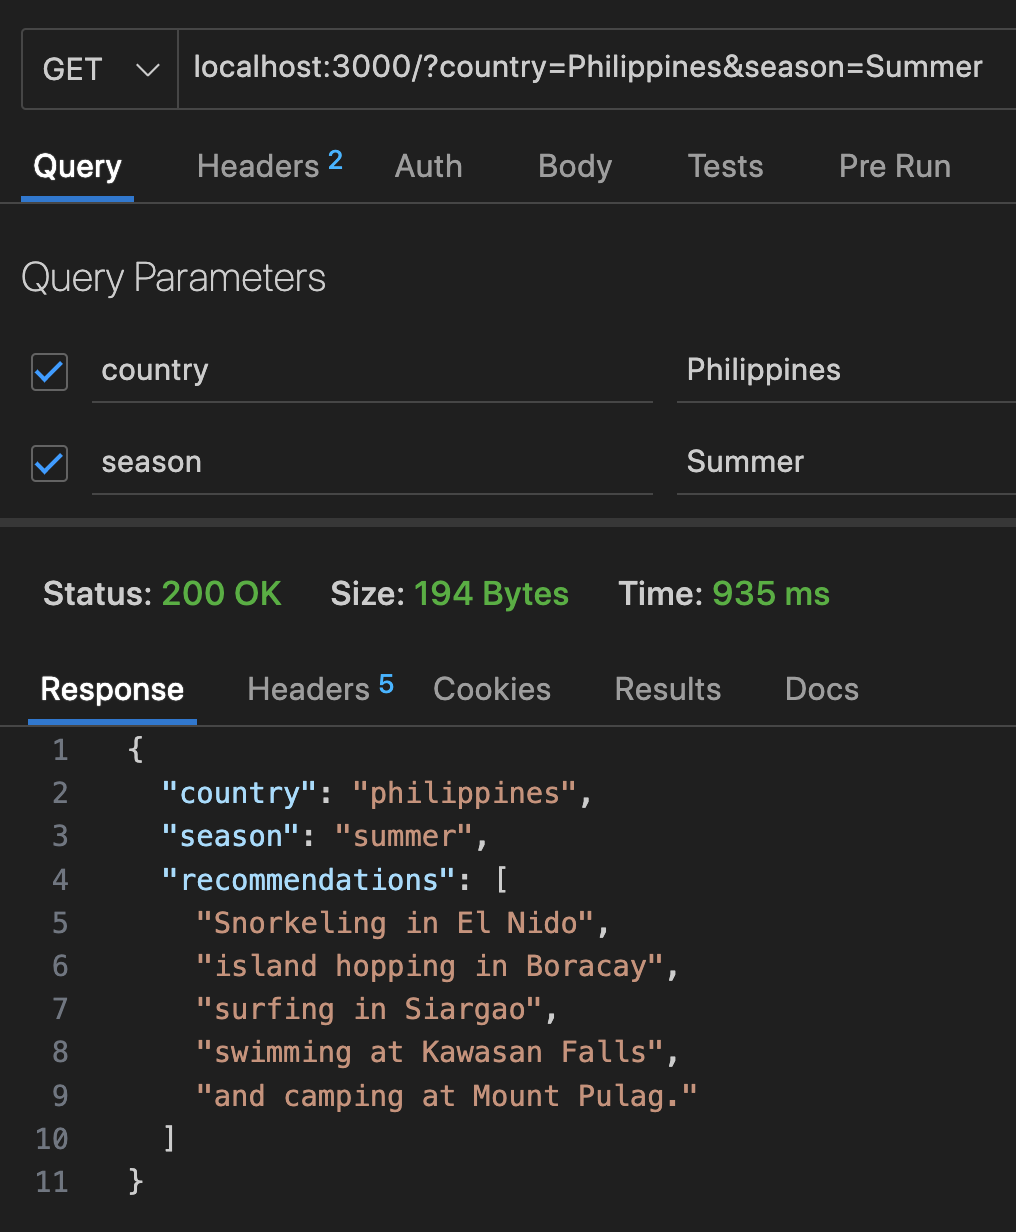 GET localhost:3000/?country=Philippines&season=Summer
Query Headers 2 Auth Body Tests Pre Run
Query Parameters
country Philippines
season Summer
Status: 200 OK Size: 194 Bytes Time: 935 ms
Response Headers 5 Cookies Results Docs
1 {
2 "country": "philippines",
3 "season": "summer",
4 "recommendations": [
5 "Snorkeling in El Nido",
6 "island hopping in Boracay",
7 "surfing in Siargao",
8 "swimming at Kawasan Falls",
9 "and camping at Mount Pulag."
10 ]
11 }